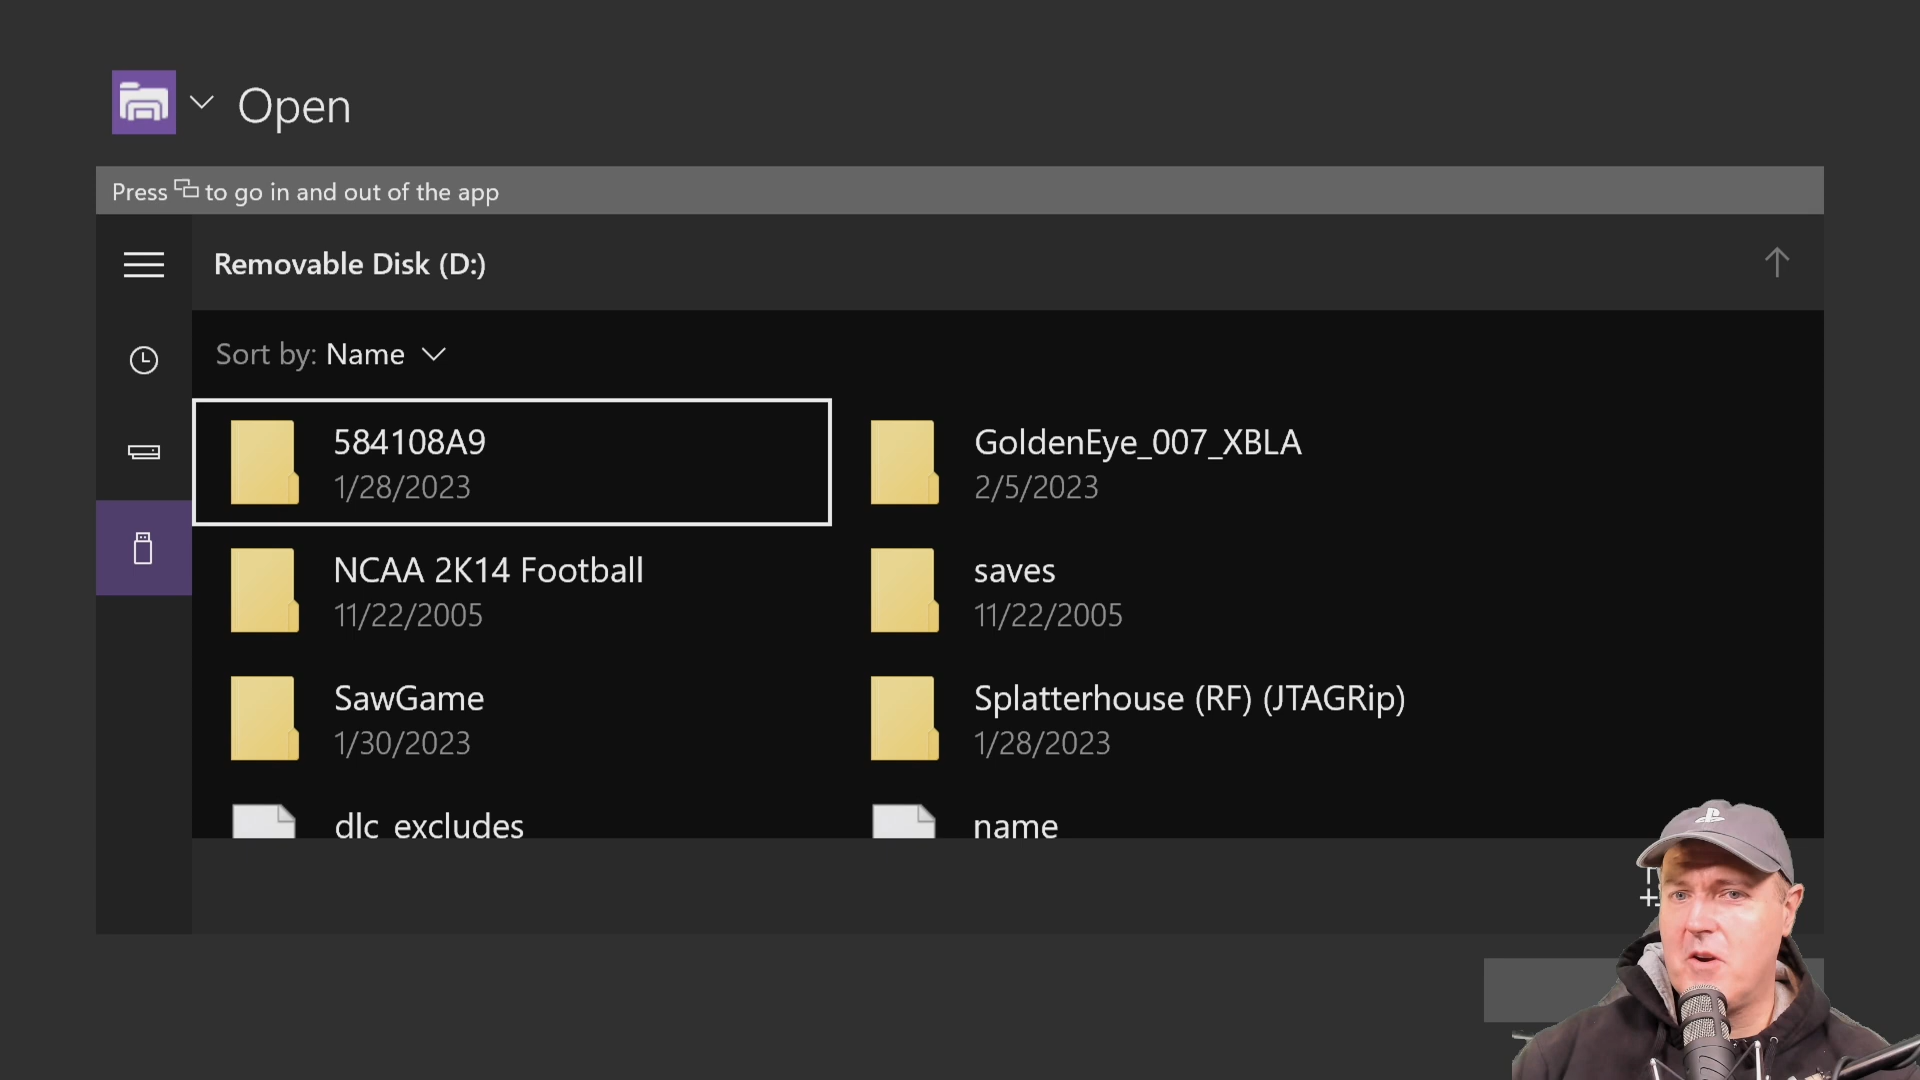 Open
Press to go in and out of the app
Removable Disk (D:)
Sort by: Name
584108A9
1/28/2023
GoldenEye_007_XBLA
2/5/2023
NCAA 2K14 Football
11/22/2005
saves
11/22/2005
SawGame
1/30/2023
Splatterhouse (RF) (JTAGRip)
1/28/2023
dlc_excludes
name